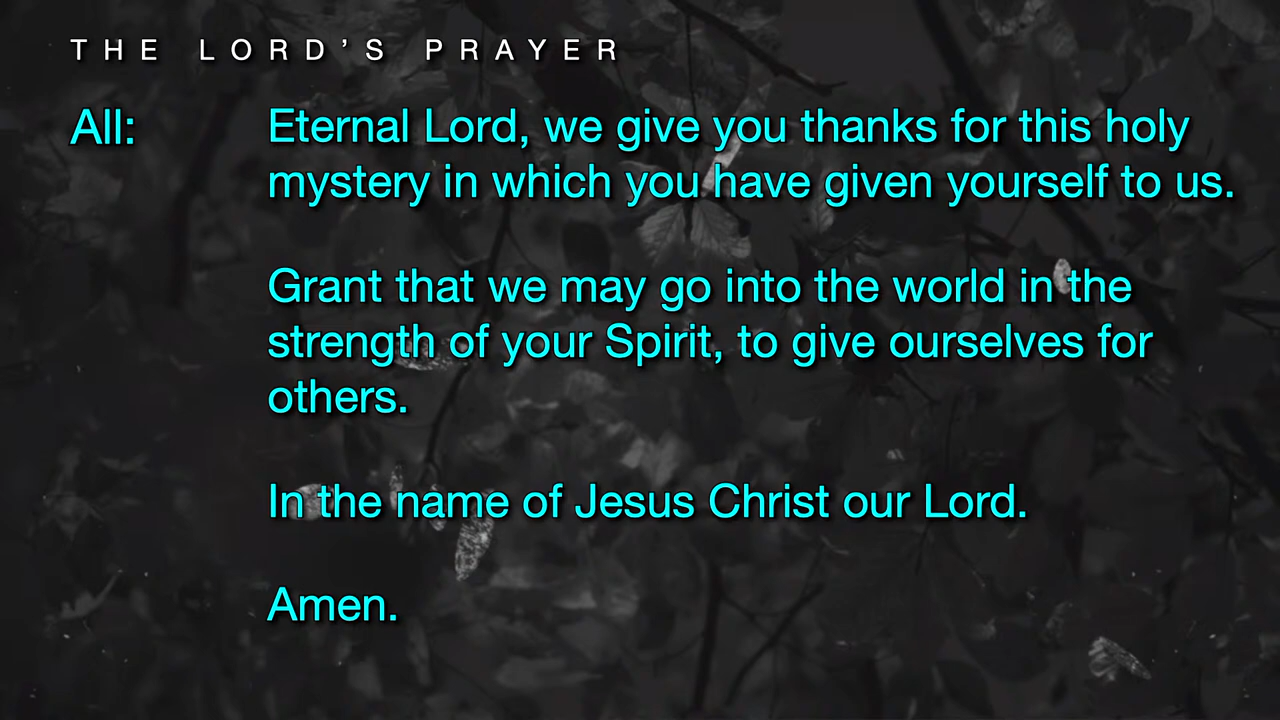 THE LORD’S PRAYER
All: Eternal Lord, we give you thanks for this holy
mystery in which you have given yourself to us.
Grant that we may go into the world in the
strength of your Spirit, to give ourselves for
others.
In the name of Jesus Christ our Lord.
Amen.